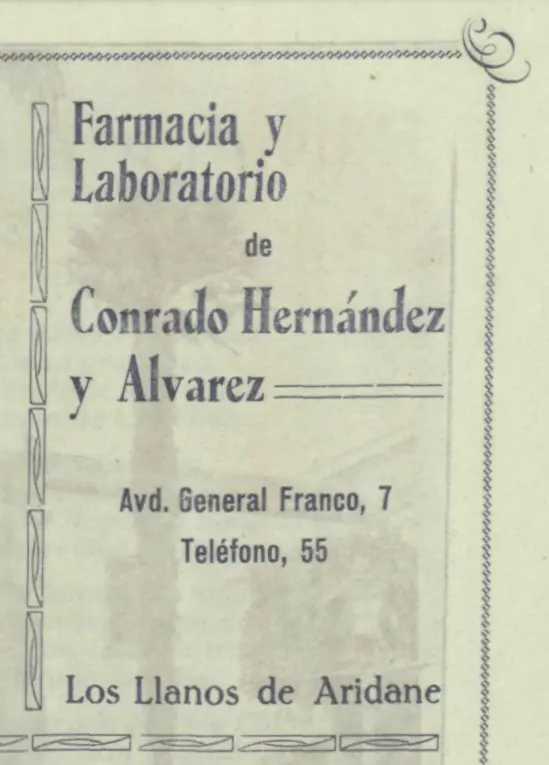 Farmacia y
Laboratorio
de
Conrado Hernández
y Alvarez
Avd. General Franco, 7
Teléfono, 55
Los Llanos de Aridane